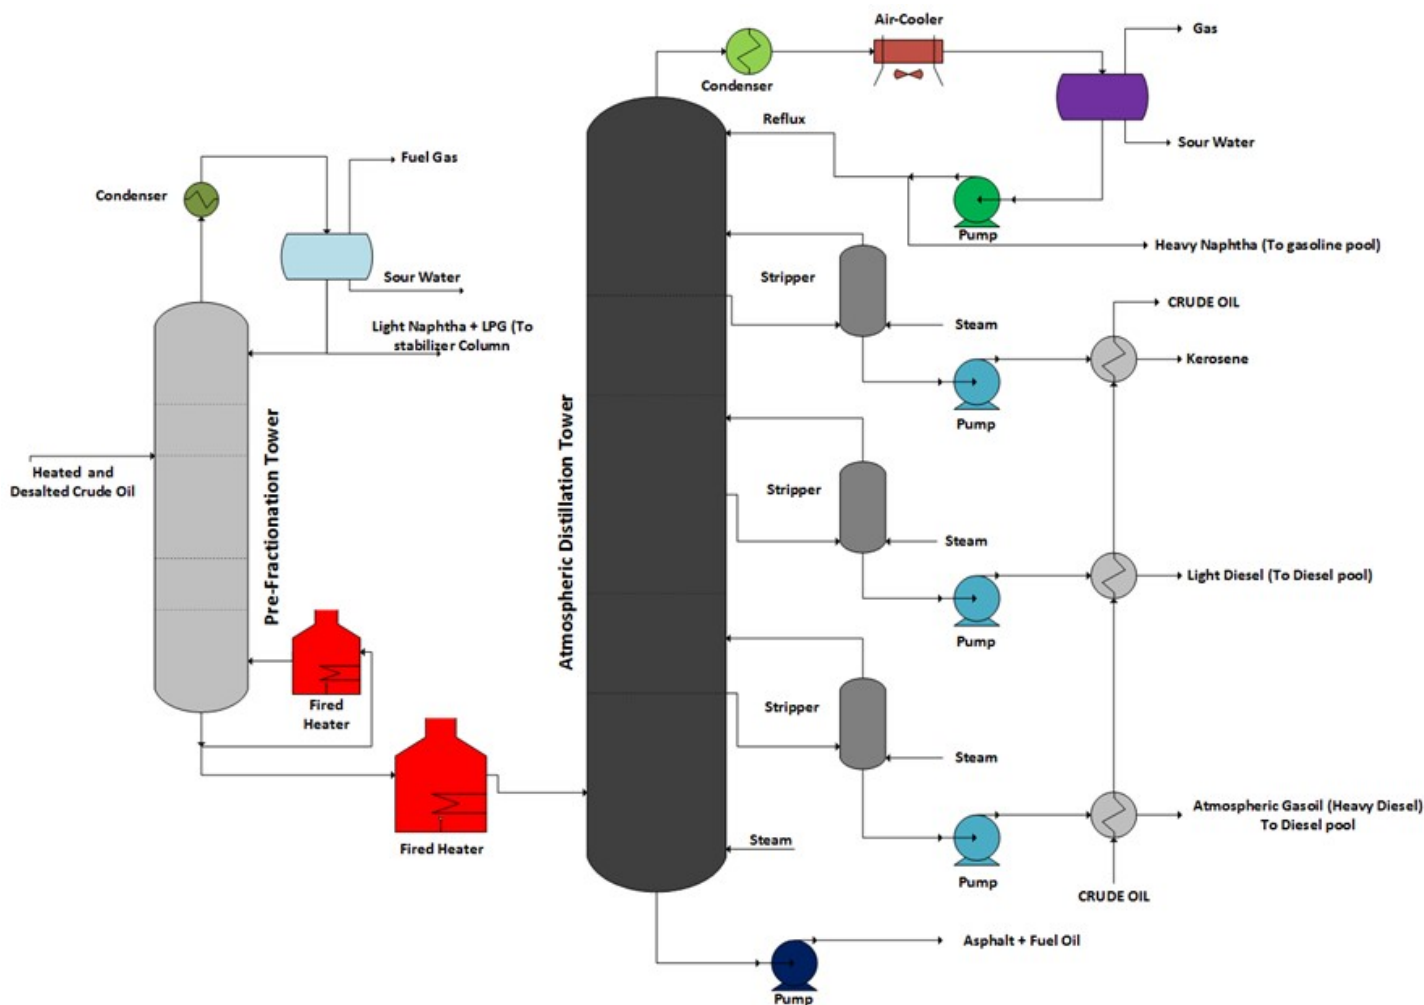 Air-Cooler
Gas
Condenser
Reflux
Sour Water
Fuel Gas
Condenser
Pump
Heavy Naphtha (To gasoline pool)
Sour Water
Stripper
CRUDE OIL
Light Naphtha + LPG (To
stabilizer Column
Steam
Kerosene
Pump
Pre-Fractionation Tower
Atmospheric Distillation Tower
Heated and
Desalted Crude Oil
Stripper
Steam
Light Diesel (To Diesel pool)
Pump
Fired
Heater
Stripper
Steam
Atmospheric Gasoil (Heavy Diesel)
To Diesel pool
Fired Heater
Steam
Pump
CRUDE OIL
Asphalt + Fuel Oil
Pump